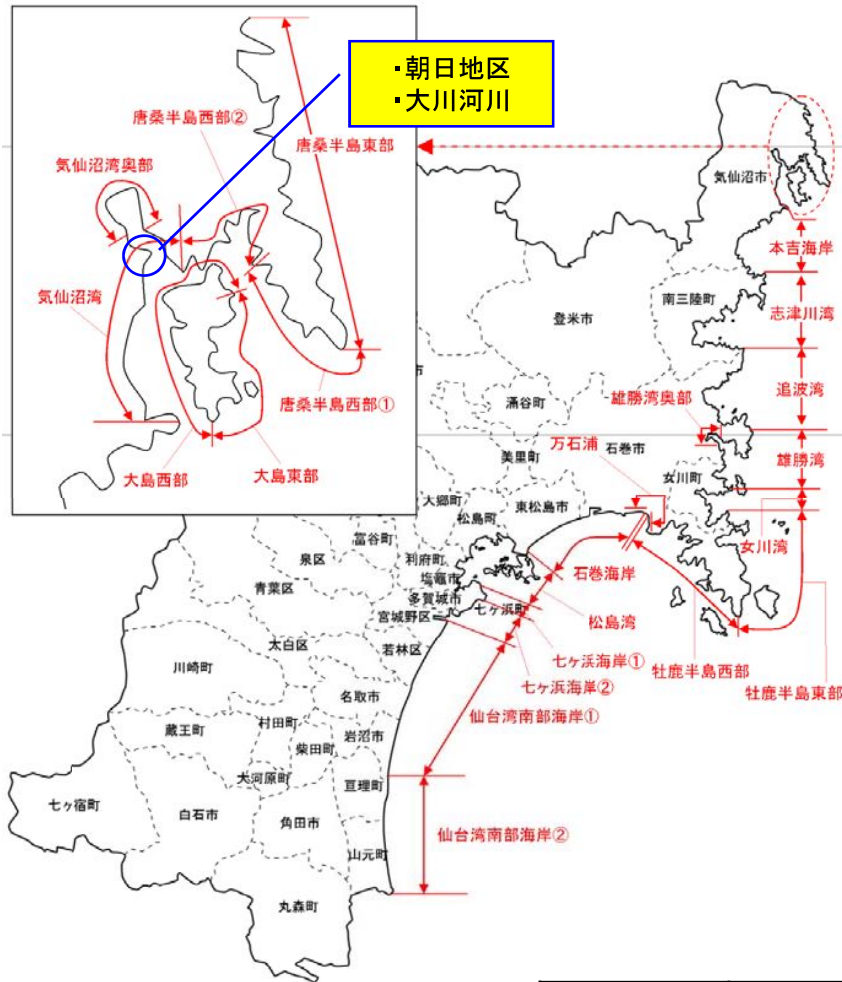 ・朝日地区
・大川河川
唐桑半島西部②
唐桑半島東部
気仙沼湾奥部
気仙沼湾
唐桑半島西部①
大島西部
大島東部
気仙沼市
本吉海岸
南三陸町
志津川湾
登米市
追波湾
市
涌谷町
雄勝湾奥部
万石浦
石巻市
美里町
女川町
雄勝湾
大郷町
東松島市
松島町
富谷町
女川湾
利府町
泉区
石巻海岸
塩竈市
青葉区
多賀城市
七ヶ浜町
宮城野区
松島湾
太白区
若林区
七ヶ浜海岸①
牡鹿半島西部
川崎町
七ヶ浜海岸②
牡鹿半島東部
名取市
仙台湾南部海岸①
村田町
蔵王町
岩沼市
柴田町
大河原町
亘理町
七ヶ宿町
白石市
角田市
仙台湾南部海岸②
山元町
丸森町